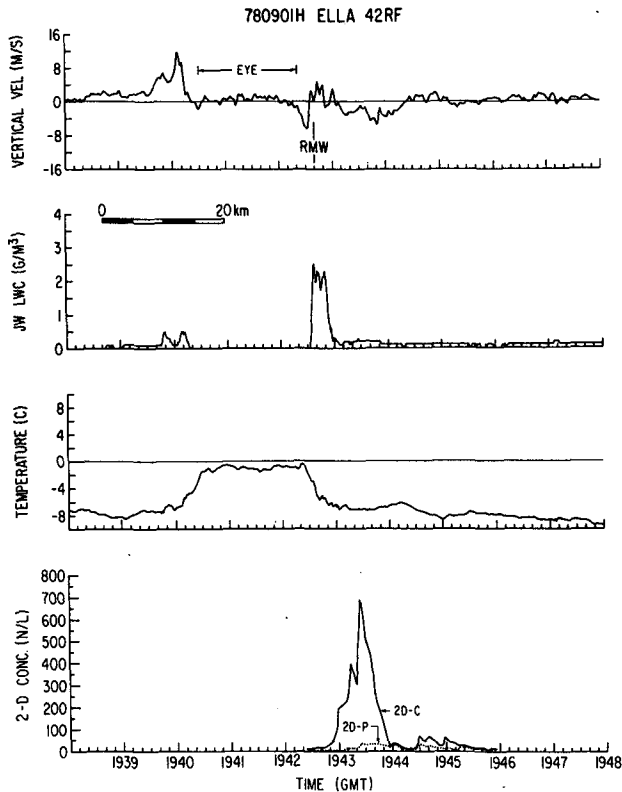 780901H ELLA 42RF
VERTICAL VEL (M/S)
16
8
0
-8
-16
EYE
RMW
0 20 km
JW LWC (G/M³)
4
3
2
1
0
TEMPERATURE (C)
8
4
0
-4
-8
2-D CONC. (N/L)
800
700
600
500
400
300
200
100
0
2D-C
2D-P
1939 1940 1941 1942 1943 1944 1945 1946 1947 1948
TIME (GMT)